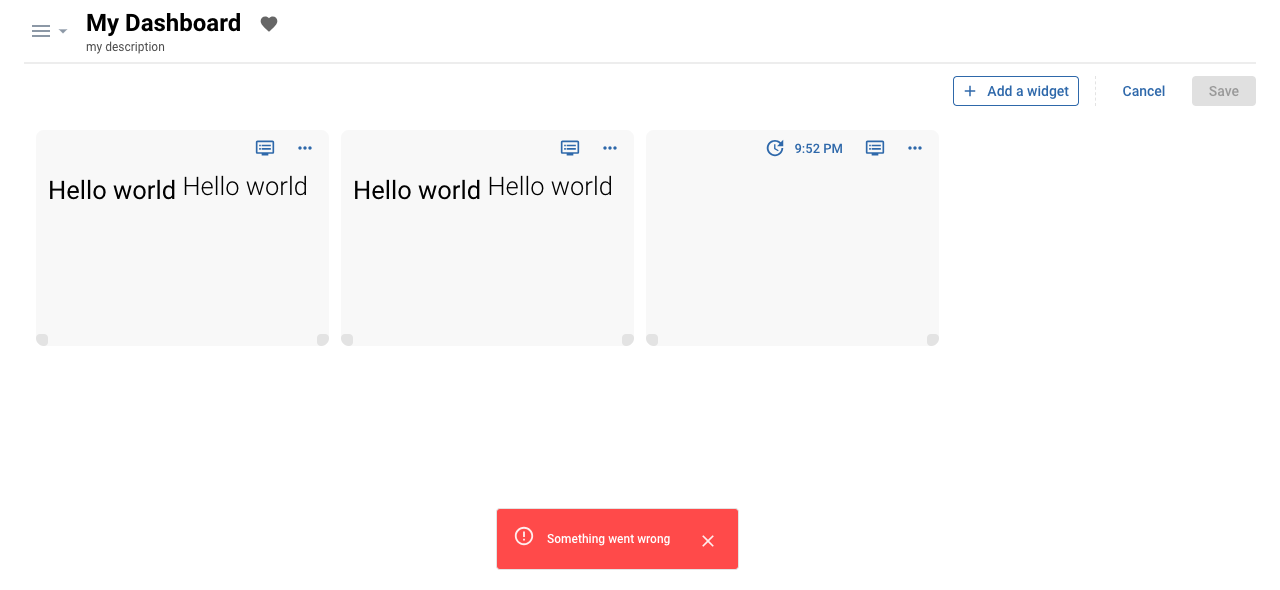 My Dashboard
my description
Add a widget
Cancel
Save
Hello world Hello world
Hello world Hello world
9:52 PM
Something went wrong